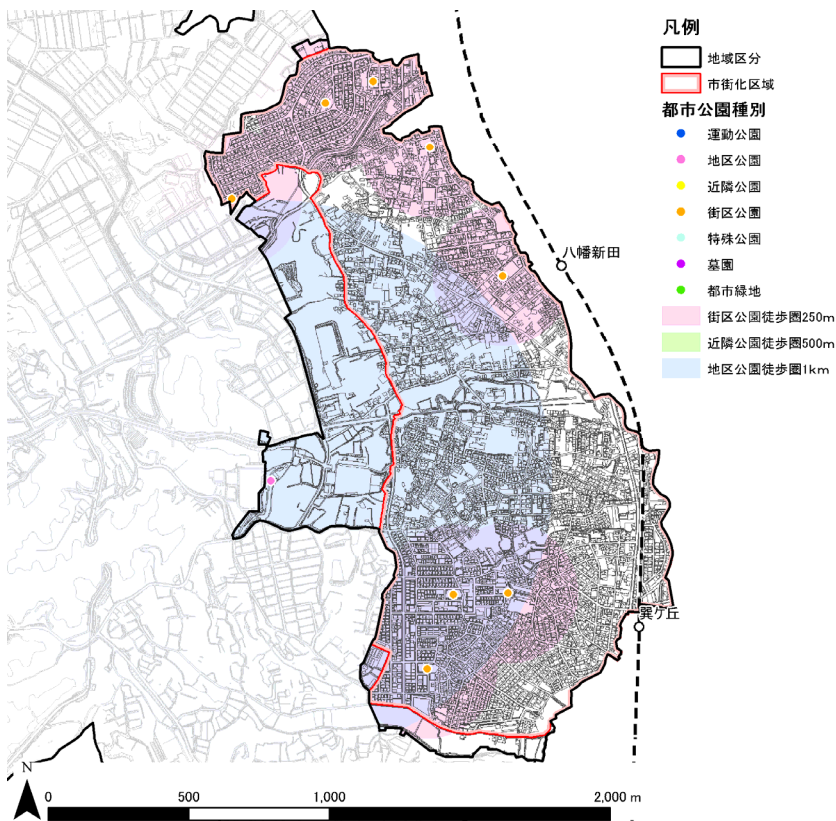 凡例
地域区分
市街化区域
都市公園種別
運動公園
地区公園
近隣公園
街区公園
特殊公園
墓園
都市緑地
街区公園徒歩圏250m
近隣公園徒歩圏500m
地区公園徒歩圏1km
八幡新田
巽ケ丘
N
0 500 1,000 2,000 m